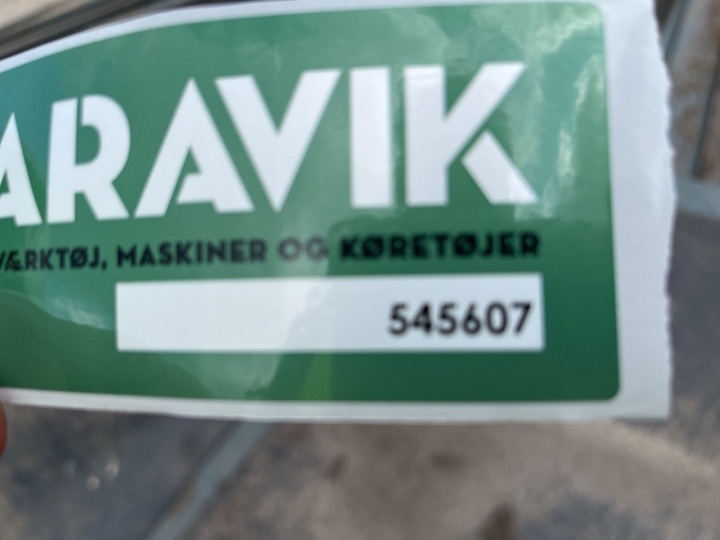 ARAVIK
VÆRKTØJ, MASKINER OG KØRETØJER
545607